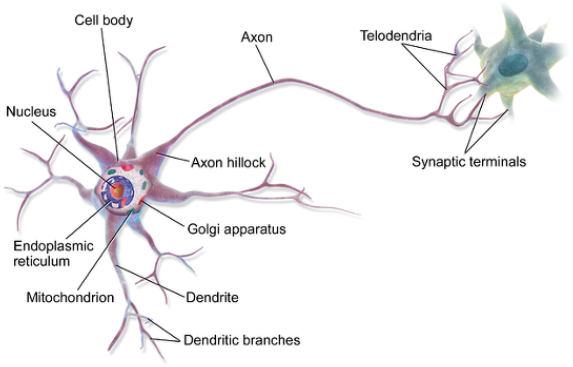 Cell body
Axon
Telodendria
Nucleus
Axon hillock
Synaptic terminals
Golgi apparatus
Endoplasmic
reticulum
Mitochondrion
Dendrite
Dendritic branches